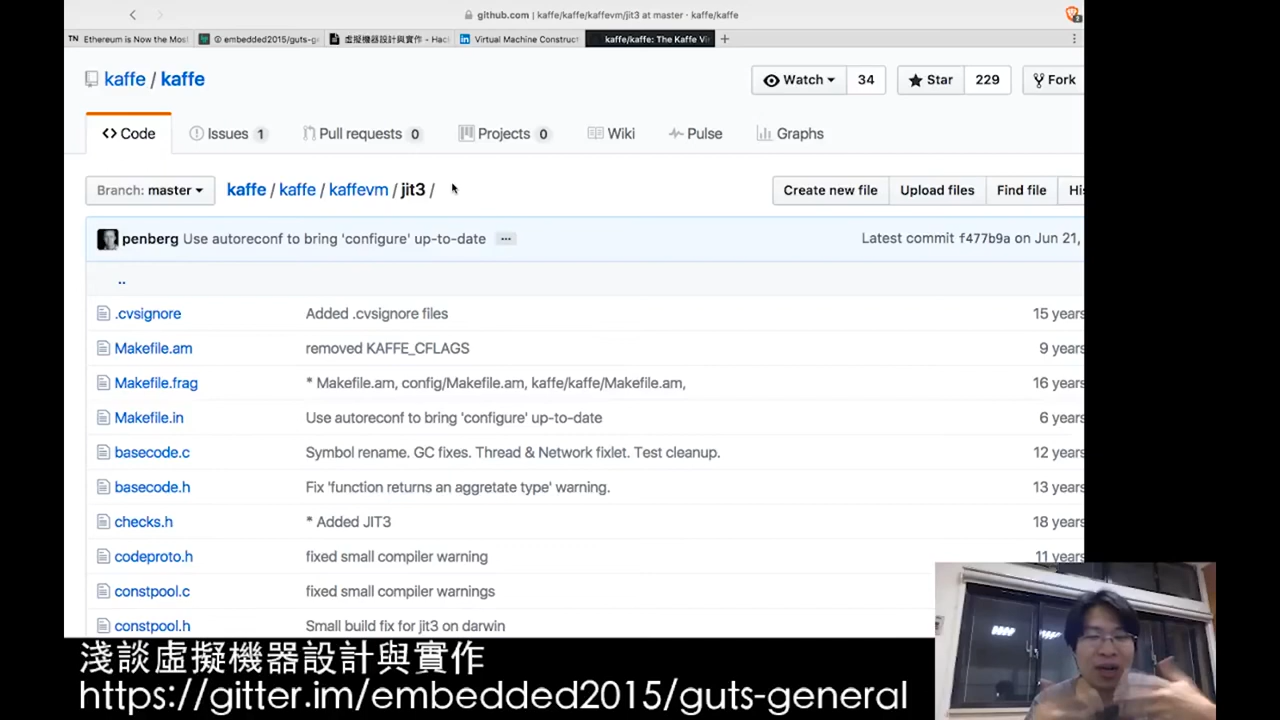 github.com | kaffe/kaffe/kaffevm/jit3 at master · kaffe/kaffe
TN Ethereum is Now the Mos
embedded2015/guts-g
虛擬機器設計與實作 - Hac
Virtual Machine Construct
kaffe/kaffe: The Kaffe Vir
kaffe / kaffe
Watch 34
Star 229
Fork
Code
Issues 1
Pull requests 0
Projects 0
Wiki
Pulse
Graphs
Branch: master
kaffe / kaffe / kaffevm / jit3 /
Create new file
Upload files
Find file
His
penberg Use autoreconf to bring 'configure' up-to-date ...
Latest commit f477b9a on Jun 21,
..
.cvsignore Added .cvsignore files 15 years
Makefile.am removed KAFFE_CFLAGS 9 years
Makefile.frag * Makefile.am, config/Makefile.am, kaffe/kaffe/Makefile.am, 16 years
Makefile.in Use autoreconf to bring 'configure' up-to-date 6 years
basecode.c Symbol rename. GC fixes. Thread & Network fixlet. Test cleanup. 12 years
basecode.h Fix 'function returns an aggretate type' warning. 13 years
checks.h * Added JIT3 18 years
codeproto.h fixed small compiler warning 11 years
constpool.c fixed small compiler warnings
constpool.h Small build fix for jit3 on darwin
淺談虛擬機器設計與實作
https://gitter.im/embedded2015/guts-general